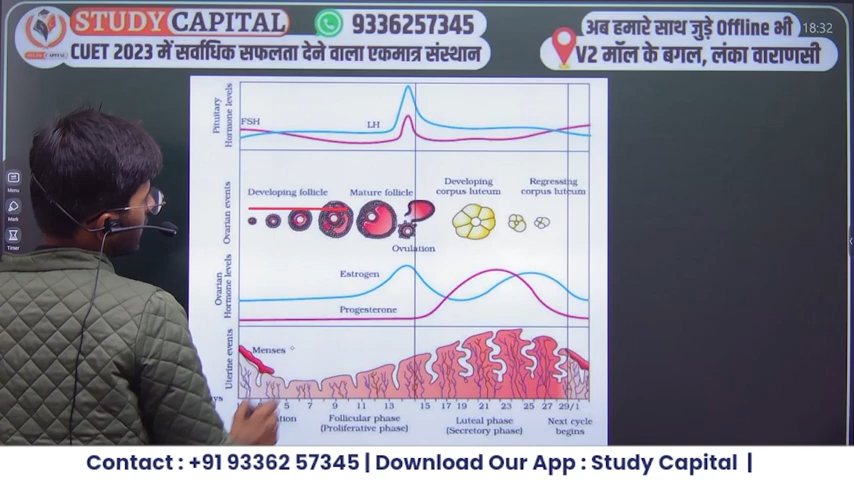 STUDY CAPITAL
9336257345
CUET 2023 में सर्वाधिक सफलता देने वाला एकमात्र संस्थान
अब हमारे साथ जुड़े Offline भी
18:32
V2 मॉल के बगल, लंका वाराणसी
Menu
Mark
Timer
Pituitary
Hormone levels
FSH
LH
Ovarian events
Developing follicle
Mature follicle
Developing
corpus luteum
Regressing
corpus luteum
Ovulation
Ovarian
Hormone levels
Estrogen
Progesterone
Uterine events
Menses
5 7 9 11 13 15 17 19 21 23 25 27 29/1
Follicular phase
(Proliferative phase)
Luteal phase
(Secretory phase)
Next cycle
begins
Contact : +91 93362 57345 | Download Our App : Study Capital |